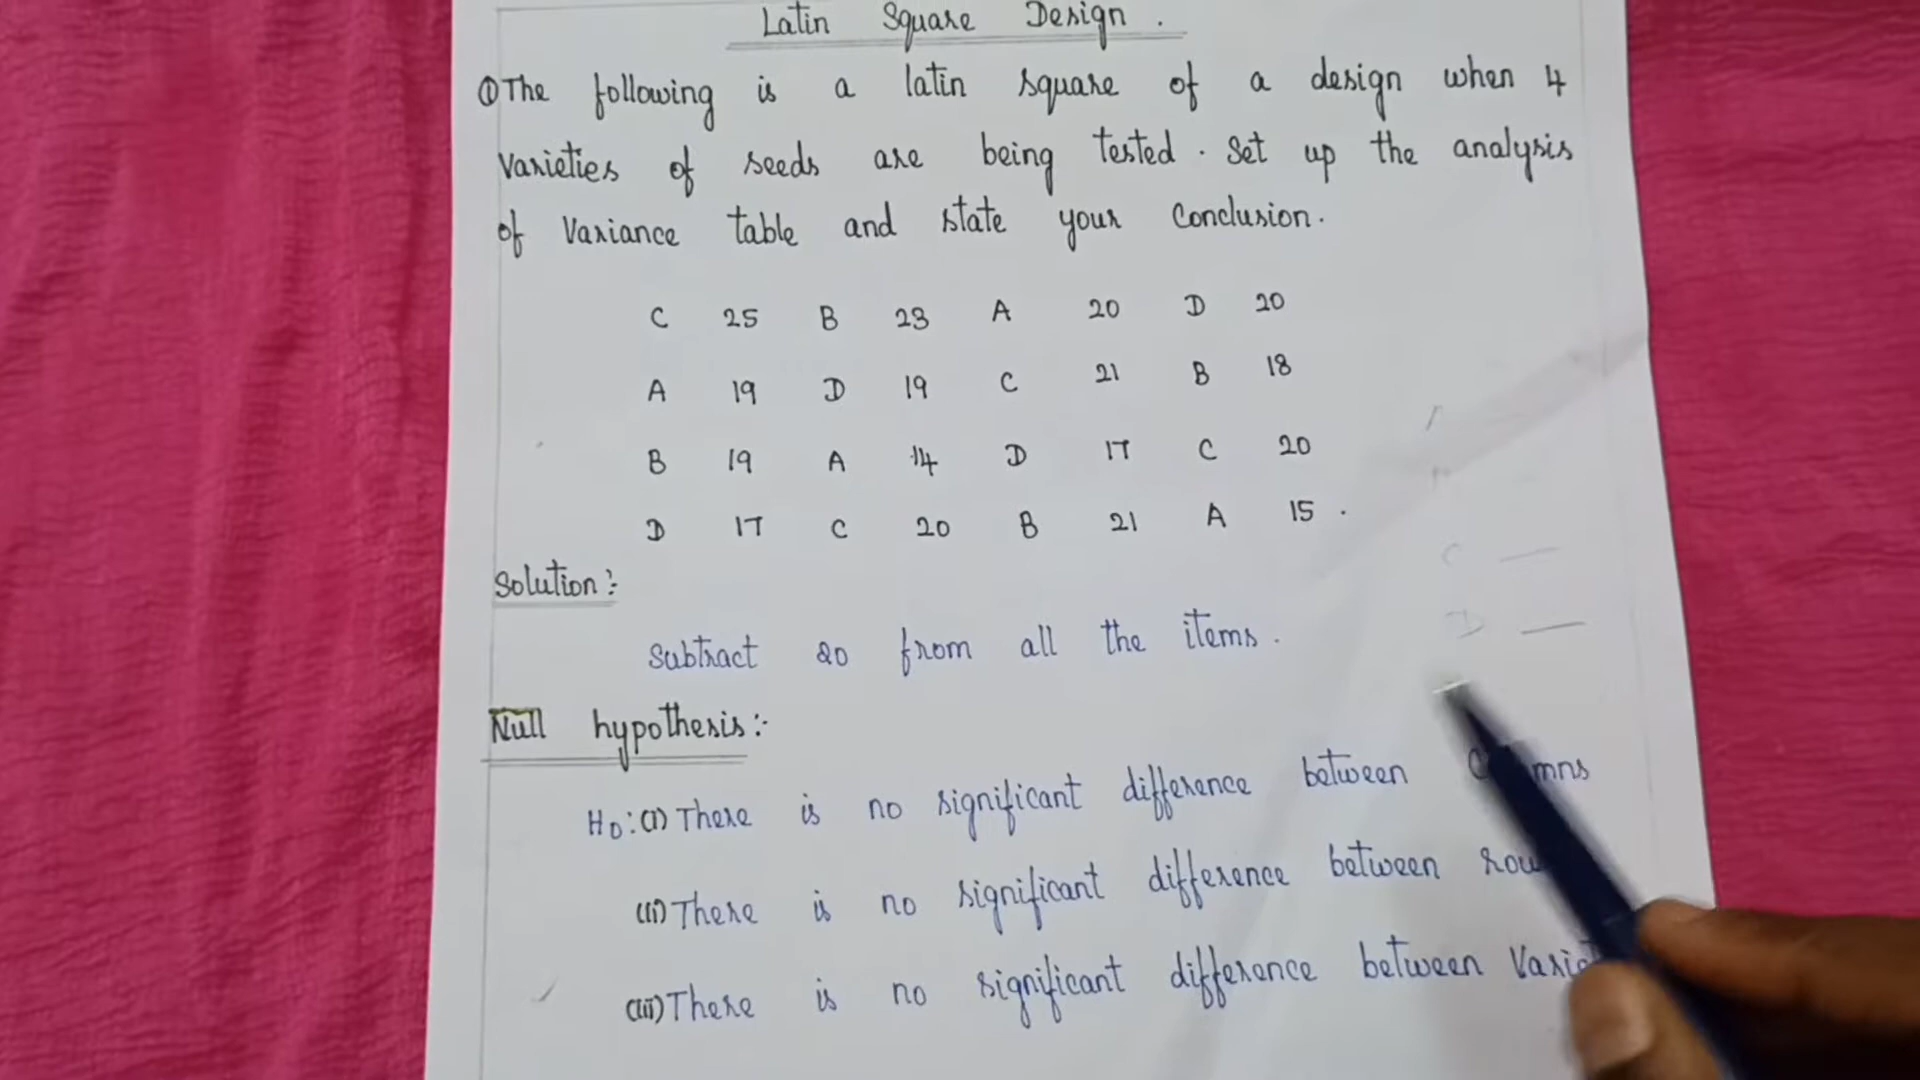 Latin Square Design.
① The following is a latin square of a design when 4
Varieties of seeds are being tested. Set up the analysis
of Variance table and state your Conclusion.
C 25 B 23 A 20 D 20
A 19 D 19 C 21 B 18
B 19 A 14 D 17 C 20
D 17 C 20 B 21 A 15.
Solution:-
Subtract 20 from all the items.
Null hypothesis:-
H0: (i) There is no significant difference between
(ii) There is no significant difference between
(iii) There is no significant difference between
C
D